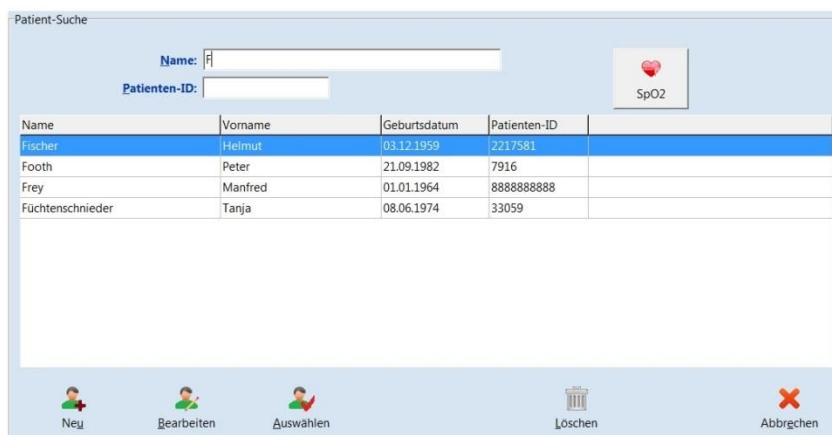 Patient-Suche
Name: F
Patienten-ID:
SpO2
Name Vorname Geburtsdatum Patienten-ID
Fischer Helmut 03.12.1959 2217581
Footh Peter 21.09.1982 7916
Frey Manfred 01.01.1964 8888888888
Füchtenschnieder Tanja 08.06.1974 33059
Neu Bearbeiten Auswählen Löschen Abbrechen